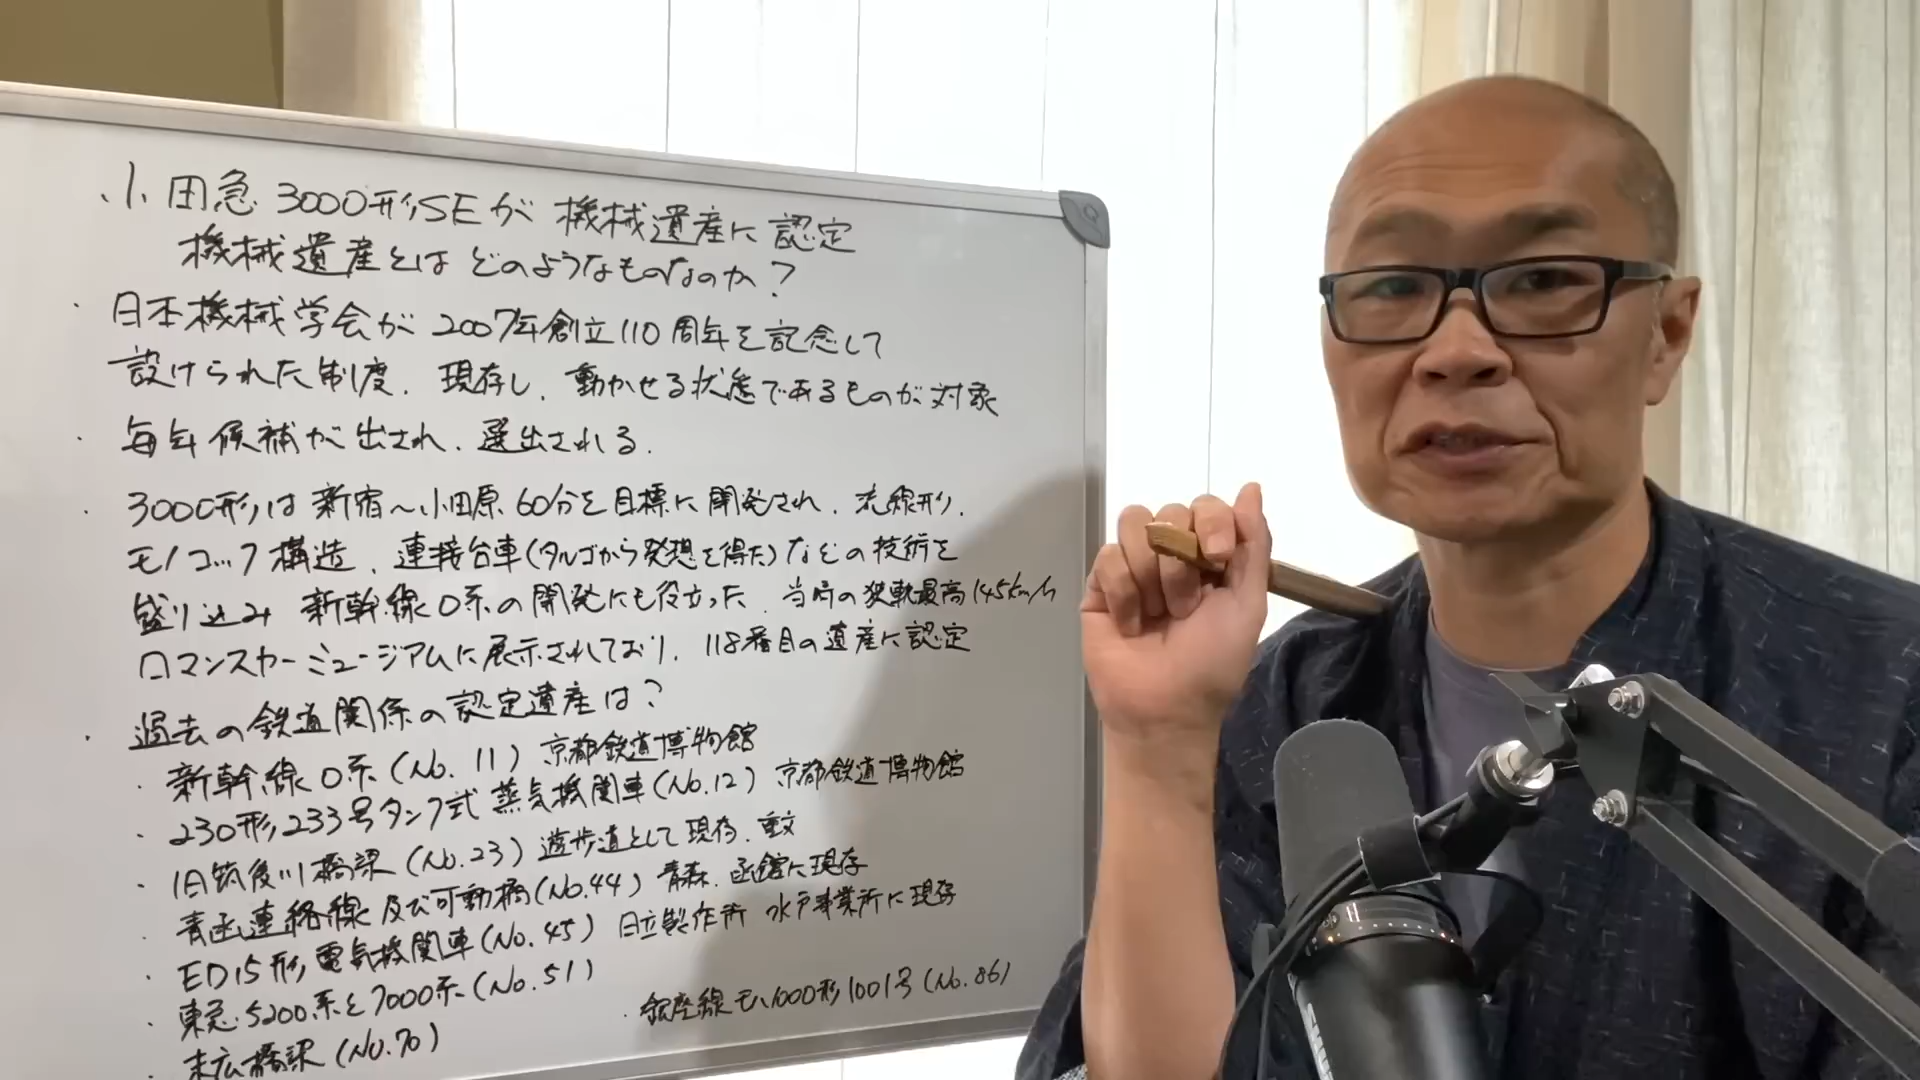 小田急3000形SEが機械遺産に認定
機械遺産とはどのようなものなのか?
・日本機械学会が2007年創立110周年を記念して
設けられた制度.現存し.動かせる状態であるものが対象
・毎年候補が出され.選出される.
・3000形は新宿〜小田原60分を目標に開発され.流線形.
モノコック構造.連接台車(タルゴから発想を得た)などの技術を
盛り込み新幹線0系の開発にも役立った.当時の狭軌最高145km/h
ロマンスカーミュージアムに展示されており.118番目の遺産に認定
・過去の鉄道関係の認定遺産は?
・新幹線0系(No.11)京都鉄道博物館
・230形233号タンク式蒸気機関車(No.12)京都鉄道博物館
・旧筑後川橋梁(No.23)遊歩道として現存.重文
・青函連絡線及び可動橋(No.44)青森.函館に現存
・ED15形電気機関車(No.45)日立製作所 水戸事業所に現存
・東急5200系と7000系(No.51)
・末広橋梁(No.70)
・銀座線モハ1000形1001号(No.86)